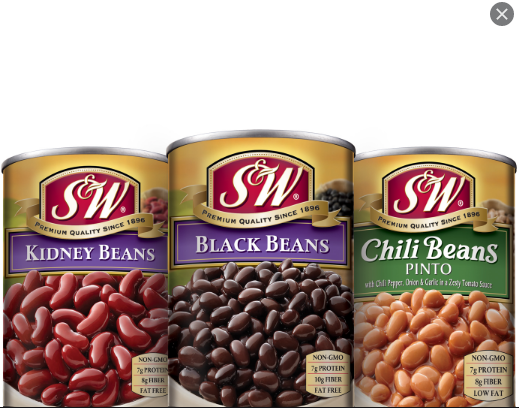 S&W®
PREMIUM QUALITY SINCE 1896
KIDNEY BEANS
NON-GMO
7g PROTEIN
8g FIBER
FAT FREE
S&W®
PREMIUM QUALITY SINCE 1896
BLACK BEANS
NON-GMO
7g PROTEIN
10g FIBER
FAT FREE
S&W®
PREMIUM QUALITY SINCE 1896
Chili Beans
PINTO
with Chili Pepper, Onion & Garlic in a Zesty Tomato Sauce
NON-GMO
7g PROTEIN
8g FIBER
LOW FAT